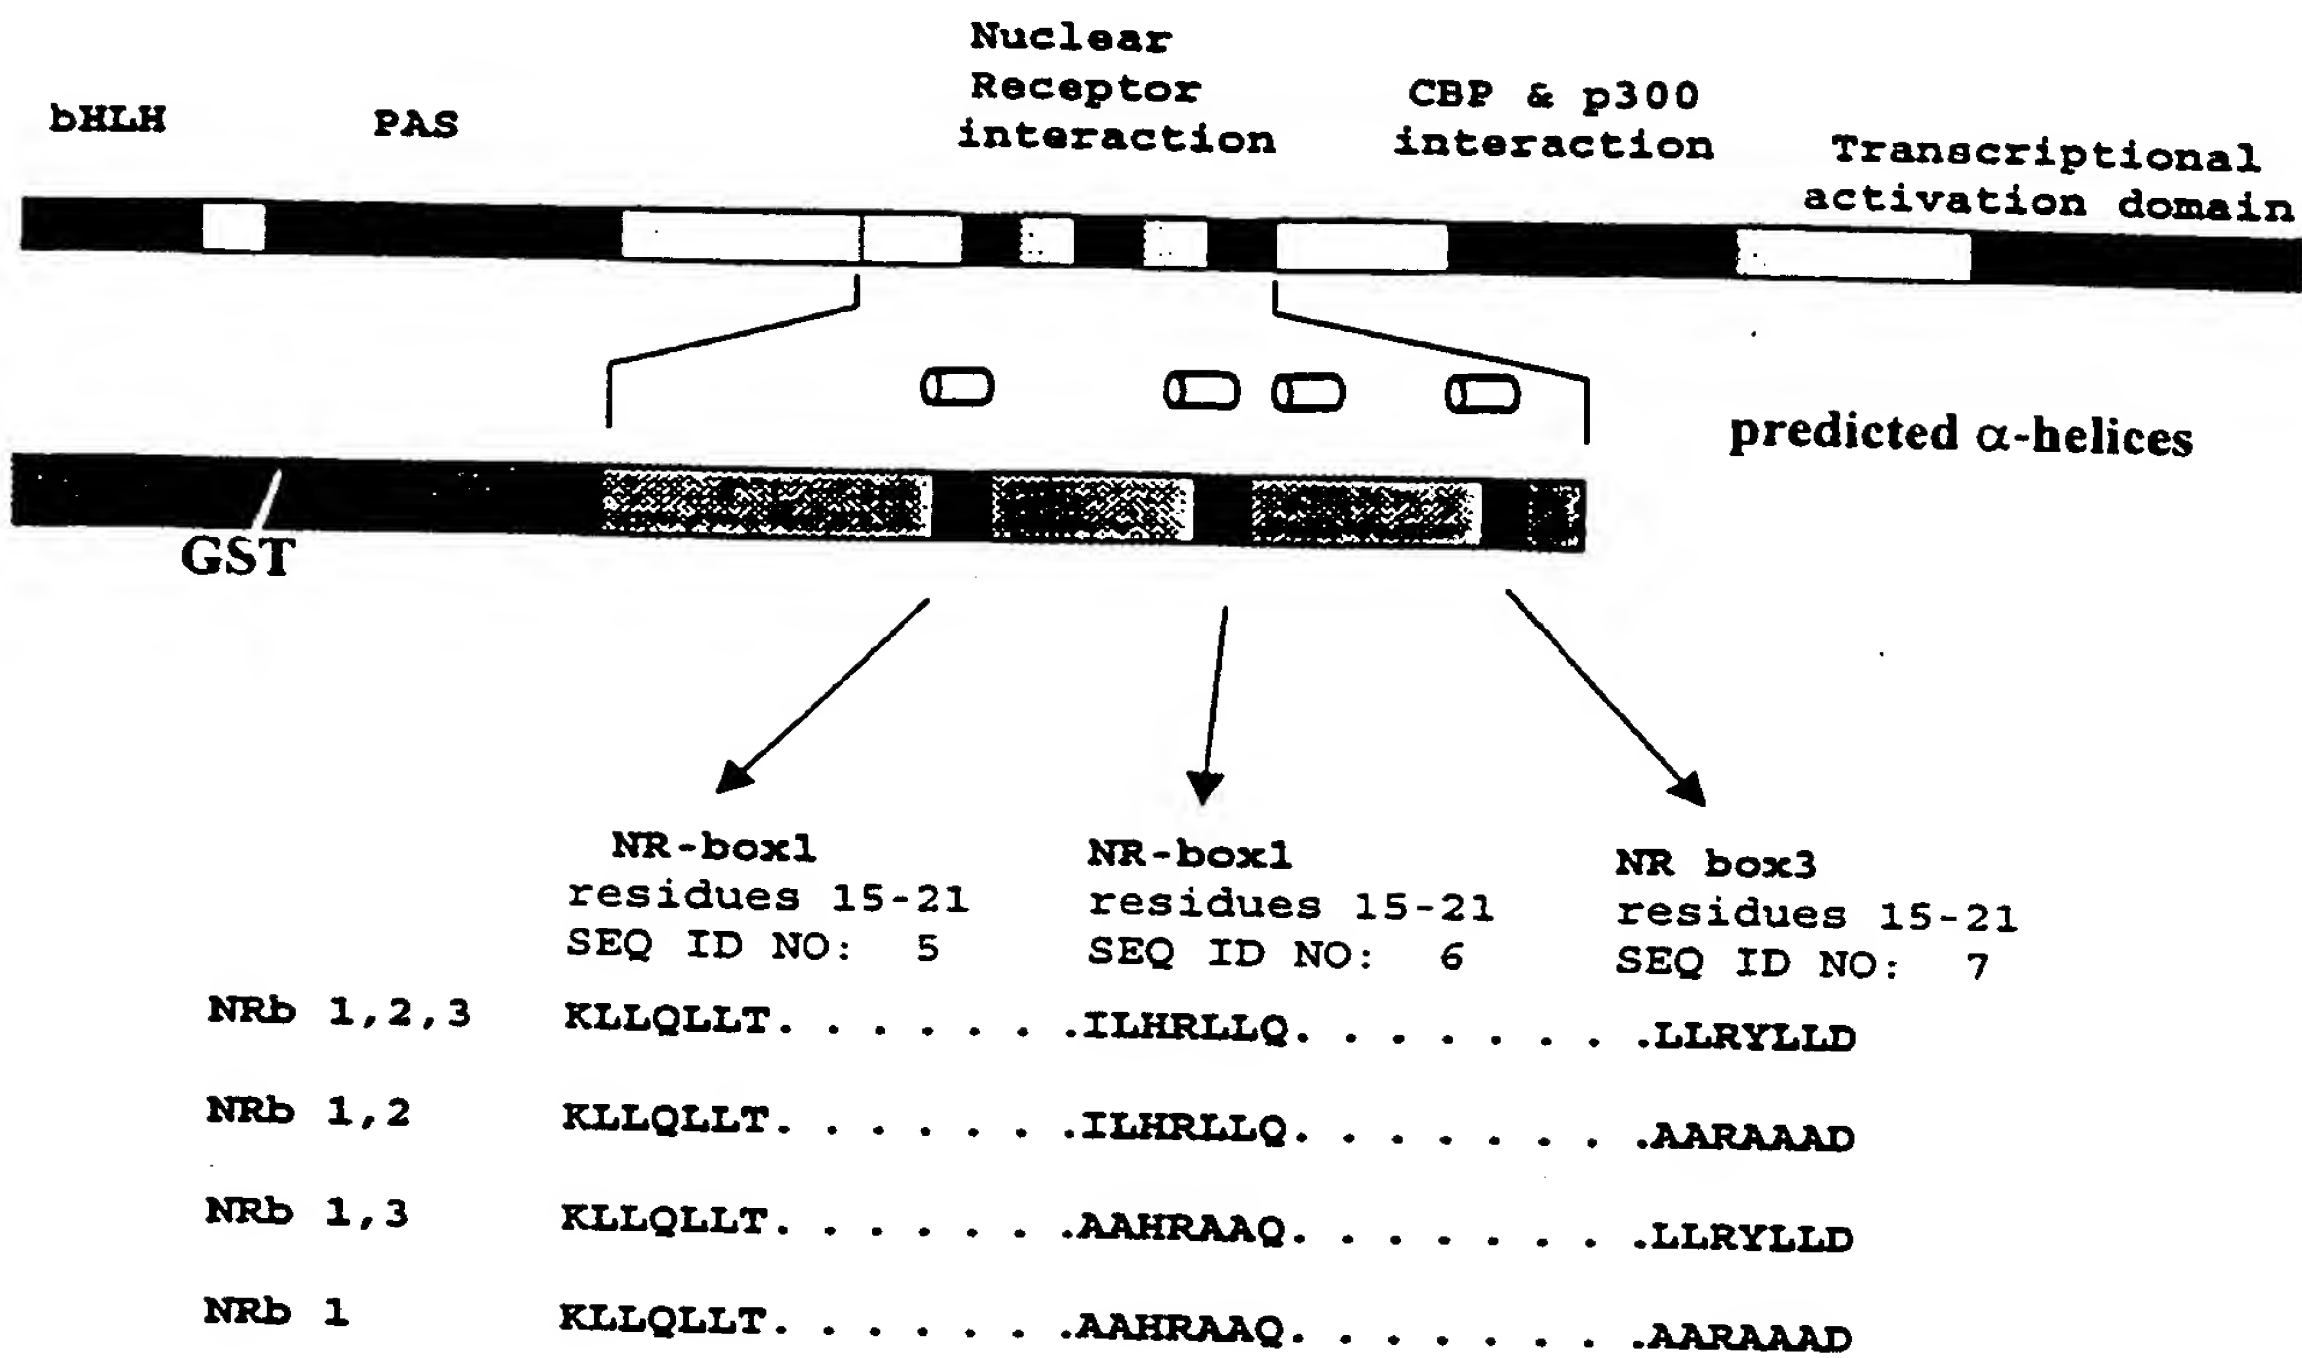 bHLH
PAS
Nuclear
Receptor
interaction
CBP & p300
interaction
Transcriptional
activation domain
predicted α-helices
GST
NR-box1
residues 15-21
SEQ ID NO: 5
NR-box1
residues 15-21
SEQ ID NO: 6
NR box3
residues 15-21
SEQ ID NO: 7
NRb 1,2,3 KLLQLLT. . . . . . .ILHRLLQ. . . . . . . .LLRYLLD
NRb 1,2 KLLQLLT. . . . . . .ILHRLLQ. . . . . . . .AARAAAD
NRb 1,3 KLLQLLT. . . . . . .AAHRAAQ. . . . . . . .LLRYLLD
NRb 1 KLLQLLT. . . . . . .AAHRAAQ. . . . . . . .AARAAAD